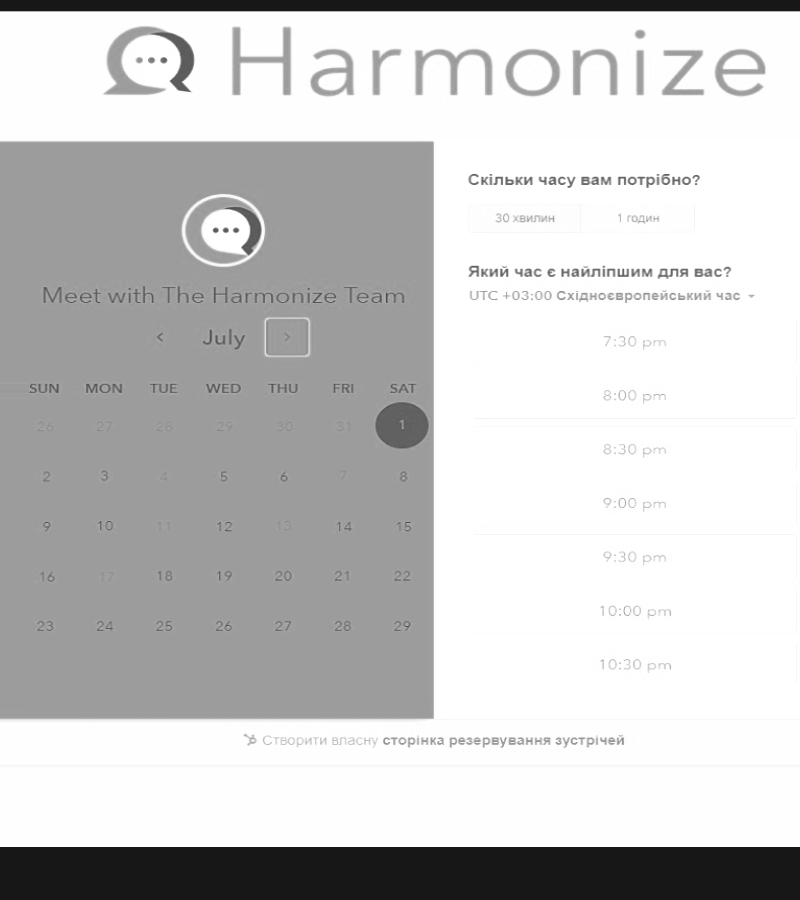 Harmonize
Meet with The Harmonize Team
July
SUN MON TUE WED THU FRI SAT
26 27 28 29 30 31 1
2 3 4 5 6 7 8
9 10 11 12 13 14 15
16 17 18 19 20 21 22
23 24 25 26 27 28 29
Скільки часу вам потрібно?
30 хвилин 1 годин
Який час є найліпшим для вас?
UTC +03:00 Східноєвропейський час
7:30 pm
8:00 pm
8:30 pm
9:00 pm
9:30 pm
10:00 pm
10:30 pm
Створити власну сторінка резервування зустрічей